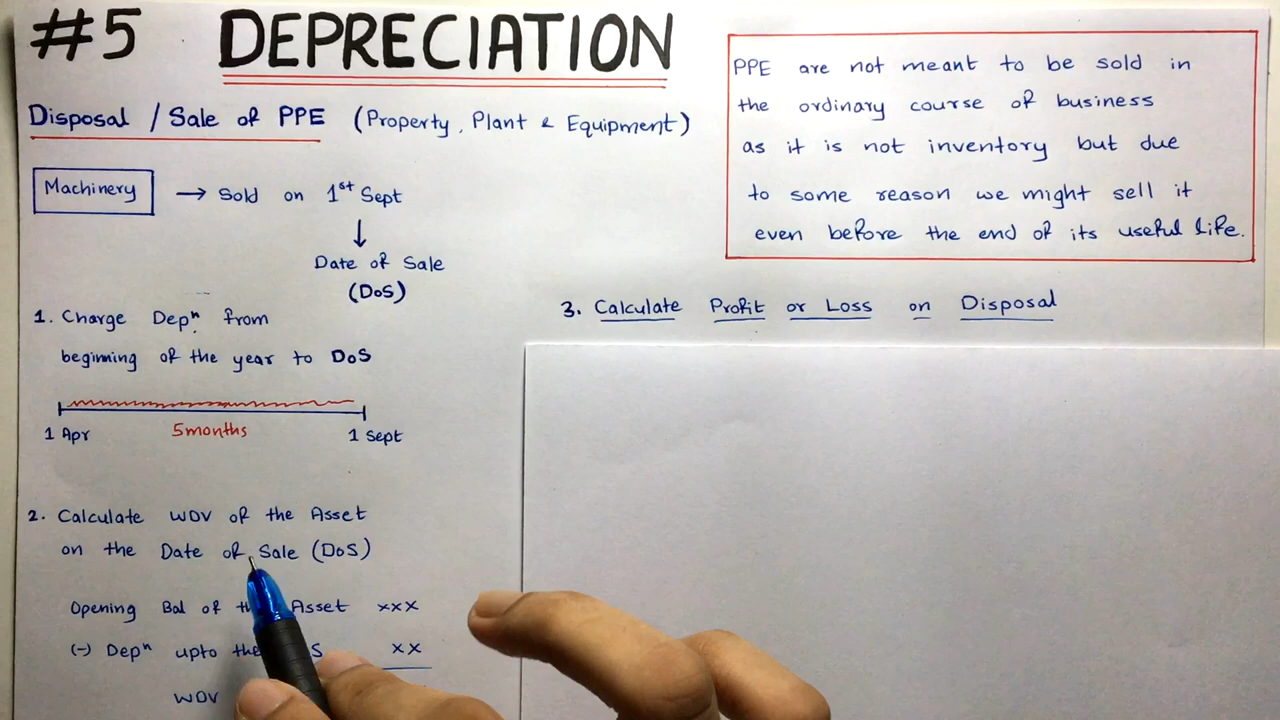 #5 DEPRECIATION
Disposal / Sale of PPE (Property, Plant & Equipment)
Machinery → Sold on 1st Sept
↓
Date of Sale
(DoS)
1. Charge Depⁿ from
beginning of the year to DoS
5months
1 Apr 1 Sept
2. Calculate WDV of the Asset
on the Date of Sale (DoS)
Opening Bal of Asset xxx
(-) Depⁿ upto S xx
WDV
PPE are not meant to be sold in
the ordinary course of business
as it is not inventory but due
to some reason we might sell it
even before the end of its useful life.
3. Calculate Profit or Loss on Disposal